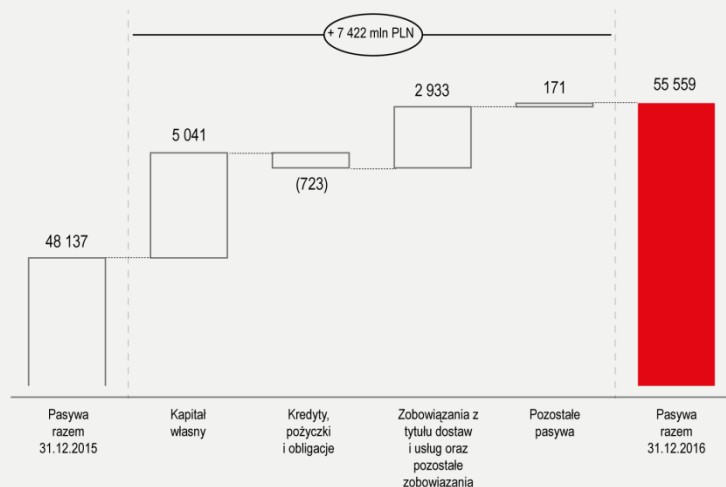 + 7 422 mln PLN
48 137
5 041
(723)
2 933
171
55 559
Pasywa
razem
31.12.2015
Kapitał
własny
Kredyty,
pożyczki
i obligacje
Zobowiązania z
tytułu dostaw
i usług oraz
pozostałe
zobowiązania
Pozostałe
pasywa
Pasywa
razem
31.12.2016